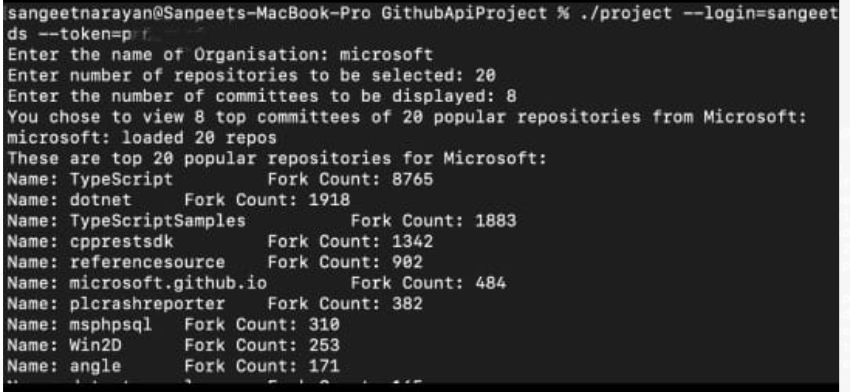 sangeetnarayan@Sangeets-MacBook-Pro GithubApiProject % ./project --login=sangeet
ds --token=p
Enter the name of Organisation: microsoft
Enter number of repositories to be selected: 20
Enter the number of committees to be displayed: 8
You chose to view 8 top committees of 20 popular repositories from Microsoft:
microsoft: loaded 20 repos
These are top 20 popular repositories for Microsoft:
Name: TypeScript Fork Count: 8765
Name: dotnet Fork Count: 1918
Name: TypeScriptSamples Fork Count: 1883
Name: cpprestsdk Fork Count: 1342
Name: referencesource Fork Count: 902
Name: microsoft.github.io Fork Count: 484
Name: plcrashreporter Fork Count: 382
Name: msphpsql Fork Count: 310
Name: Win2D Fork Count: 253
Name: angle Fork Count: 171